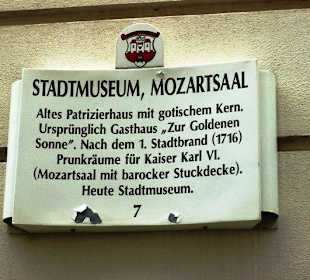 STADTMUSEUM, MOZARTSAAL
Altes Patrizierhaus mit gotischem Kern.
Ursprünglich Gasthaus „Zur Goldenen
Sonne". Nach dem 1. Stadtbrand (1716)
Prunkräume für Kaiser Karl VI.
(Mozartsaal mit barocker Stuckdecke).
Heute Stadtmuseum.
7